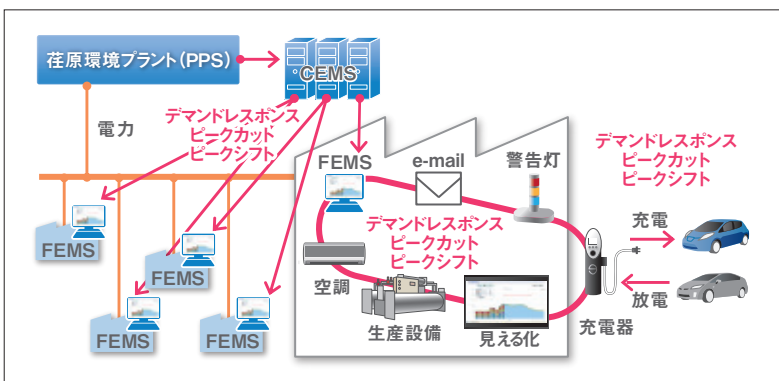 荏原環境プラント(PPS)
CEMS
電力
デマンドレスポンス
ピークカット
ピークシフト
FEMS
FEMS
FEMS
FEMS
FEMS
e-mail
警告灯
デマンドレスポンス
ピークカット
ピークシフト
空調
生産設備
見える化
充電器
デマンドレスポンス
ピークカット
ピークシフト
充電
放電